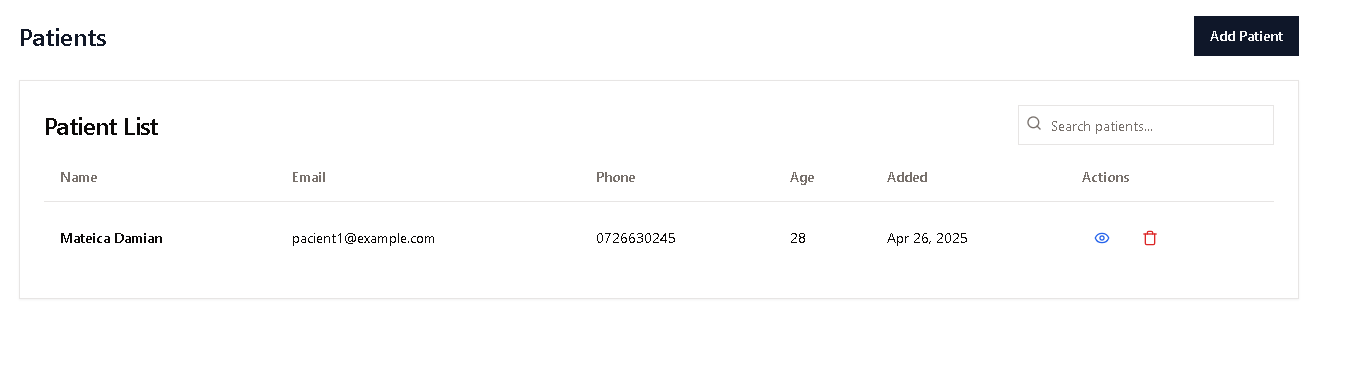 Patients
Add Patient
Patient List
Search patients...
Name Email Phone Age Added Actions
Mateica Damian pacient1@example.com 0726630245 28 Apr 26, 2025